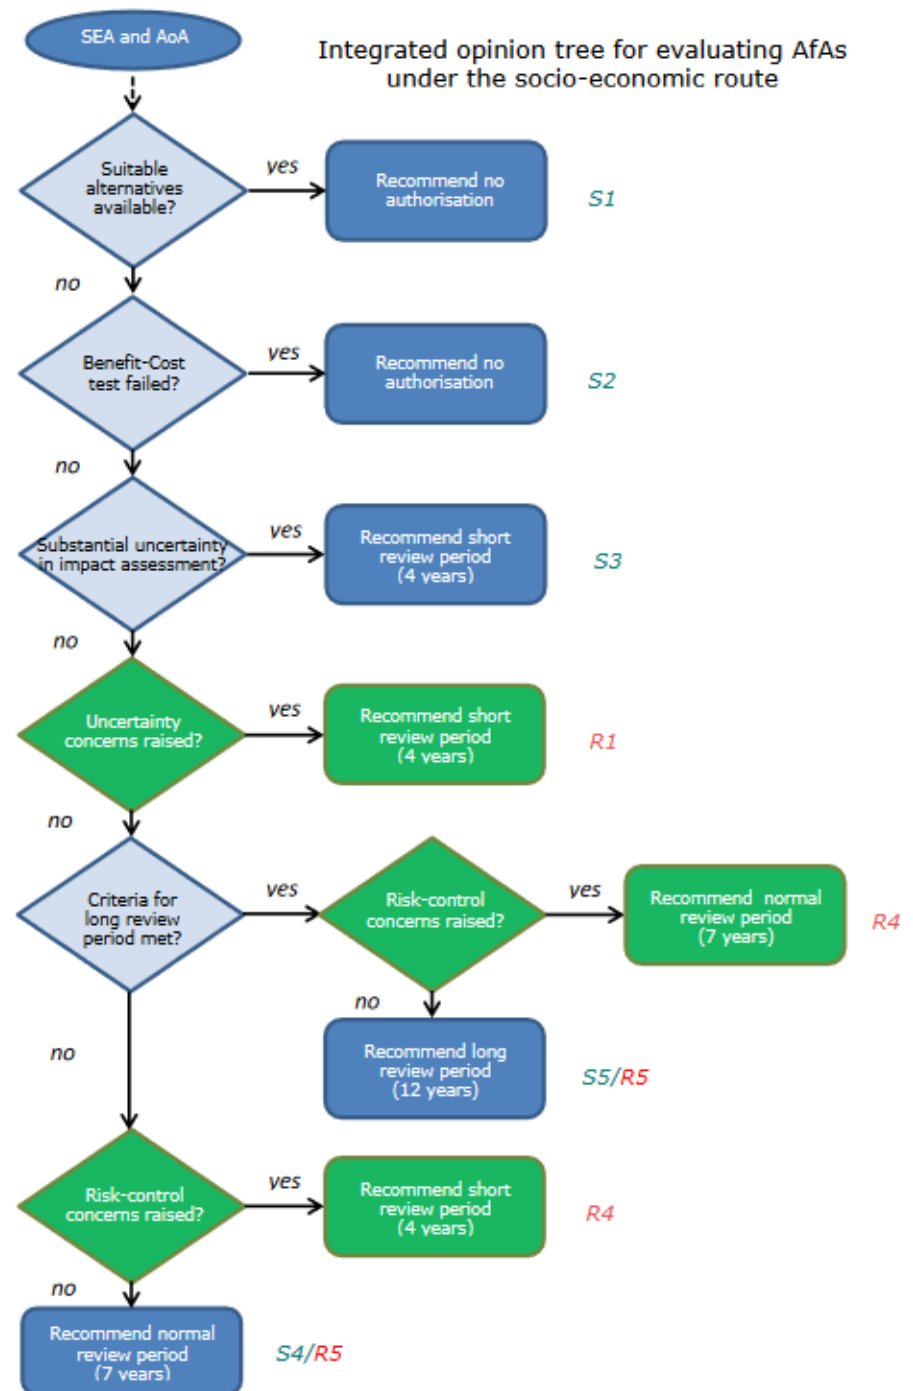 SEA and AoA
Integrated opinion tree for evaluating AfAs
under the socio-economic route
Suitable
alternatives
available?
yes
Recommend no
authorisation
S1
no
Benefit-Cost
test failed?
yes
Recommend no
authorisation
S2
no
Substantial uncertainty
in impact assessment?
yes
Recommend short
review period
(4 years)
S3
no
Uncertainty
concerns raised?
yes
Recommend short
review period
(4 years)
R1
no
Criteria for
long review
period met?
yes
Risk-control
concerns raised?
yes
Recommend normal
review period
(7 years)
R4
no
Recommend long
review period
(12 years)
S5/R5
no
Risk-control
concerns raised?
yes
Recommend short
review period
(4 years)
R4
no
Recommend normal
review period
(7 years)
S4/R5